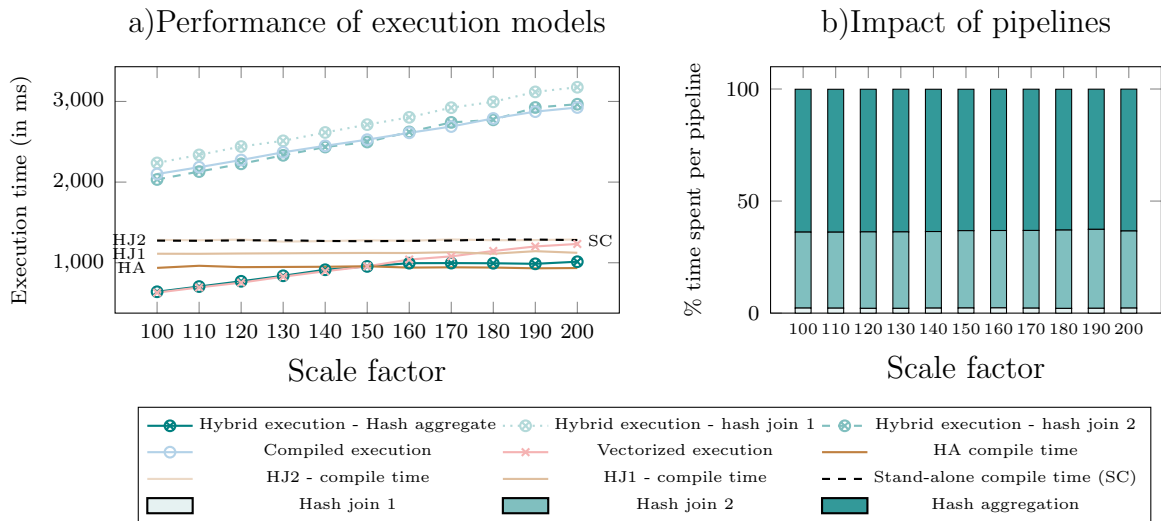 a)Performance of execution models
b)Impact of pipelines
Execution time (in ms)
3,000
2,000
1,000
HJ2
HJ1
HA
SC
100 110 120 130 140 150 160 170 180 190 200
Scale factor
% time spent per pipeline
100
50
0
100 110 120 130 140 150 160 170 180 190 200
Scale factor
Hybrid execution - Hash aggregate
Hybrid execution - hash join 1
Hybrid execution - hash join 2
Compiled execution
Vectorized execution
HA compile time
HJ2 - compile time
HJ1 - compile time
Stand-alone compile time (SC)
Hash join 1
Hash join 2
Hash aggregation